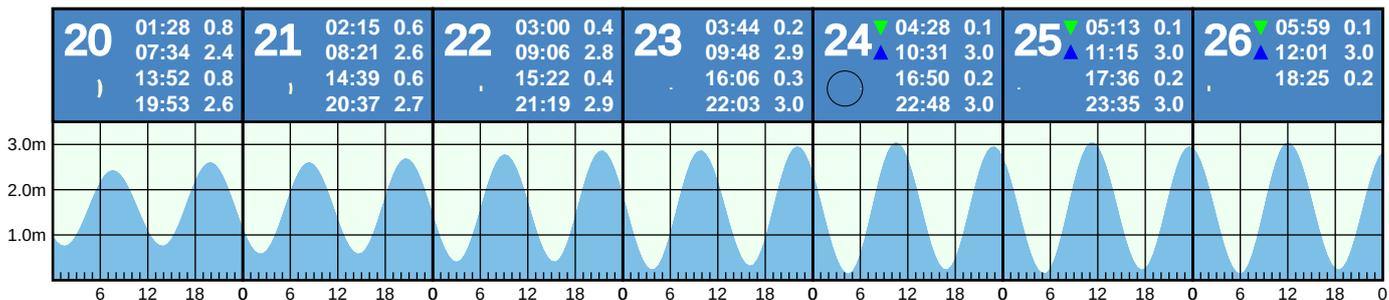 20 01:28 0.8 21 02:15 0.6 22 03:00 0.4 23 03:44 0.2 24 04:28 0.1 25 05:13 0.1 26 05:59 0.1
07:34 2.4 08:21 2.6 09:06 2.8 09:48 2.9 10:31 3.0 11:15 3.0 12:01 3.0
13:52 0.8 14:39 0.6 15:22 0.4 16:06 0.3 16:50 0.2 17:36 0.2 18:25 0.2
19:53 2.6 20:37 2.7 21:19 2.9 22:03 3.0 22:48 3.0 23:35 3.0
3.0m
2.0m
1.0m
6 12 18 0 6 12 18 0 6 12 18 0 6 12 18 0 6 12 18 0 6 12 18 0 6 12 18 0